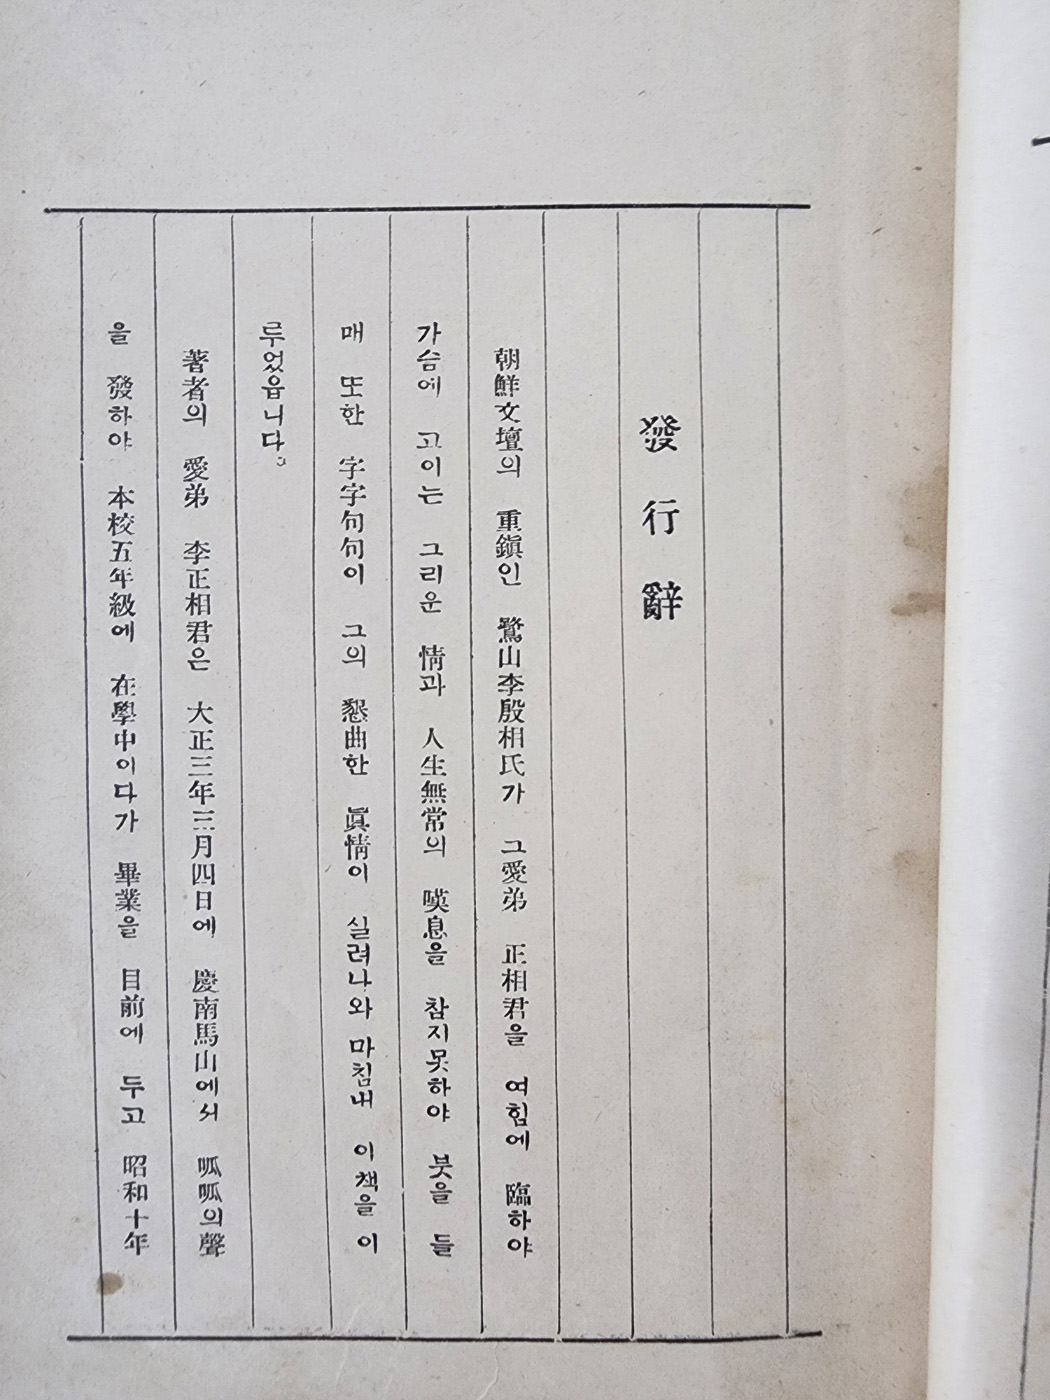 發行辭
朝鮮文壇의 重鎭인 鷺山李殷相氏가 그愛弟 正相君을 여힘에 臨하야
가슴에 고이는 그리운 情과 人生無常의 嘆息을 참지못하야 붓을 들
매 또한 字字句句이 그의 懇曲한 眞情이 실려나와 마침내 이책을 이
루었읍니다。
著者의 愛弟 李正相君은 大正三年三月四日에 慶南馬山에서 呱呱의聲
을 發하야 本校五年級에 在學中이다가 畢業을 目前에 두고 昭和十年